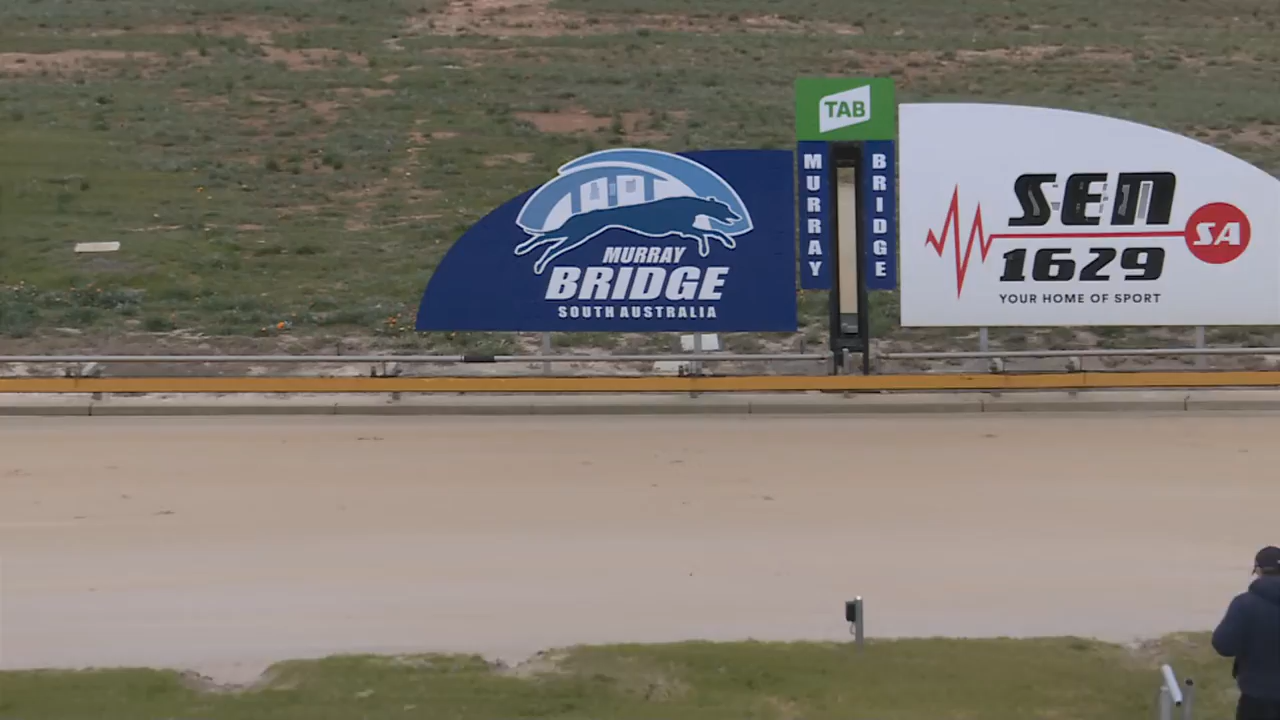 TAB
MURRAY
BRIDGE
MURRAY
BRIDGE
SOUTH AUSTRALIA
SEN
1629
SA
YOUR HOME OF SPORT